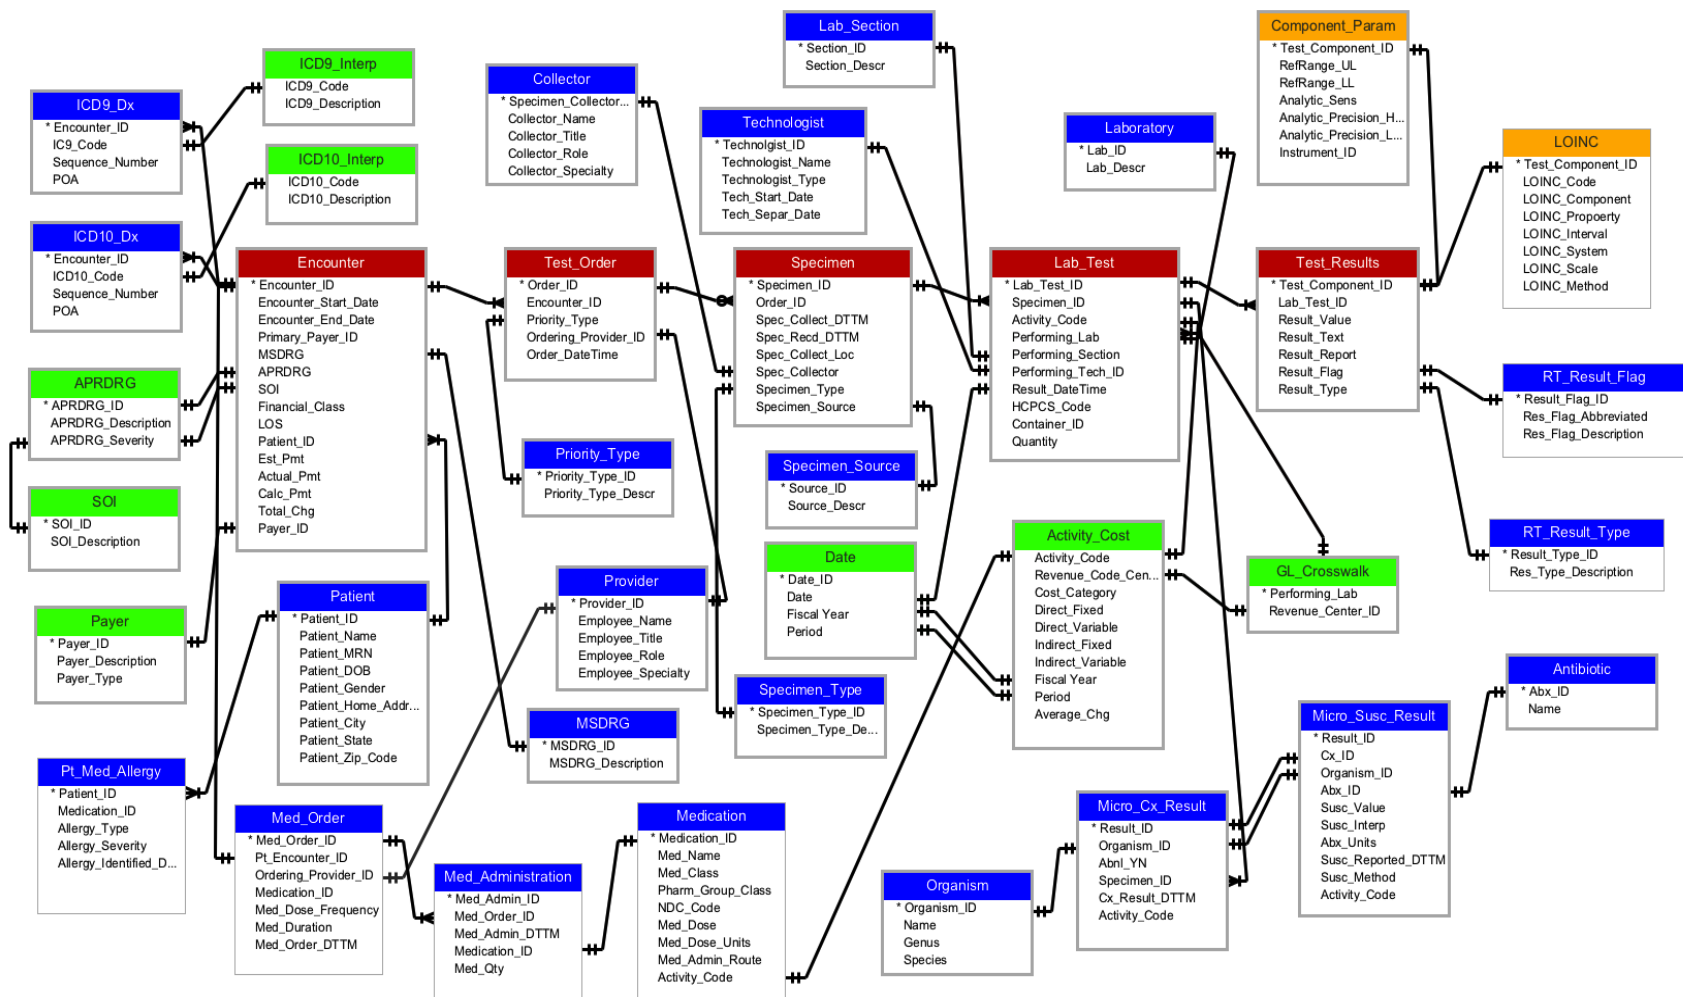 ICD9_Dx
* Encounter_ID
IC9_Code
Sequence_Number
POA
ICD9_Interp
ICD9_Code
ICD9_Description
ICD10_Interp
ICD10_Code
ICD10_Description
ICD10_Dx
* Encounter_ID
ICD10_Code
Sequence_Number
POA
APRDRG
* APRDRG_ID
APRDRG_Description
APRDRG_Severity
SOI
* SOI_ID
SOI_Description
Payer
* Payer_ID
Payer_Description
Payer_Type
Pt_Med_Allergy
* Patient_ID
Medication_ID
Allergy_Type
Allergy_Severity
Allergy_Identified_D...
Encounter
* Encounter_ID
Encounter_Start_Date
Encounter_End_Date
Primary_Payer_ID
MSDRG
APRDRG
SOI
Financial_Class
LOS
Patient_ID
Est_Pmt
Actual_Pmt
Calc_Pmt
Total_Chg
Payer_ID
Patient
* Patient_ID
Patient_Name
Patient_MRN
Patient_DOB
Patient_Gender
Patient_Home_Addr...
Patient_City
Patient_State
Patient_Zip_Code
Med_Order
* Med_Order_ID
Pt_Encounter_ID
Ordering_Provider_ID
Medication_ID
Med_Dose_Frequency
Med_Duration
Med_Order_DTTM
Collector
* Specimen_Collector...
Collector_Name
Collector_Title
Collector_Role
Collector_Specialty
Test_Order
* Order_ID
Encounter_ID
Priority_Type
Ordering_Provider_ID
Order_DateTime
Priority_Type
* Priority_Type_ID
Priority_Type_Descr
Provider
* Provider_ID
Employee_Name
Employee_Title
Employee_Role
Employee_Specialty
MSDRG
* MSDRG_ID
MSDRG_Description
Med_Administration
* Med_Admin_ID
Med_Order_ID
Med_Admin_DTTM
Medication_ID
Med_Qty
Medication
* Medication_ID
Med_Name
Med_Class
Pharm_Group_Class
NDC_Code
Med_Dose
Med_Dose_Units
Med_Admin_Route
Activity_Code
Lab_Section
* Section_ID
Section_Descr
Technologist
* Technolgist_ID
Technologist_Name
Technologist_Type
Tech_Start_Date
Tech_Separ_Date
Specimen
* Specimen_ID
Order_ID
Spec_Collect_DTTM
Spec_Recd_DTTM
Spec_Collect_Loc
Spec_Collector
Specimen_Type
Specimen_Source
Specimen_Source
* Source_ID
Source_Descr
Date
* Date_ID
Date
Fiscal Year
Period
Specimen_Type
* Specimen_Type_ID
Specimen_Type_De...
Organism
* Organism_ID
Name
Genus
Species
Laboratory
* Lab_ID
Lab_Descr
Lab_Test
* Lab_Test_ID
Specimen_ID
Activity_Code
Performing_Lab
Performing_Section
Performing_Tech_ID
Result_DateTime
HCPCS_Code
Container_ID
Quantity
Activity_Cost
Activity_Code
Revenue_Code_Cen...
Cost_Category
Direct_Fixed
Direct_Variable
Indirect_Fixed
Indirect_Variable
Fiscal Year
Period
Average_Chg
Micro_Cx_Result
* Result_ID
Organism_ID
Abnl_YN
Specimen_ID
Cx_Result_DTTM
Activity_Code
Component_Param
* Test_Component_ID
RefRange_UL
RefRange_LL
Analytic_Sens
Analytic_Precision_H...
Analytic_Precision_L...
Instrument_ID
Test_Results
* Test_Component_ID
Lab_Test_ID
Result_Value
Result_Text
Result_Report
Result_Flag
Result_Type
GL_Crosswalk
* Performing_Lab
Revenue_Center_ID
Micro_Susc_Result
* Result_ID
Cx_ID
Organism_ID
Abx_ID
Susc_Value
Susc_Interp
Abx_Units
Susc_Reported_DTTM
Susc_Method
Activity_Code
LOINC
* Test_Component_ID
LOINC_Code
LOINC_Component
LOINC_Propoerty
LOINC_Interval
LOINC_System
LOINC_Scale
LOINC_Method
RT_Result_Flag
* Result_Flag_ID
Res_Flag_Abbreviated
Res_Flag_Description
RT_Result_Type
* Result_Type_ID
Res_Type_Description
Antibiotic
* Abx_ID
Name